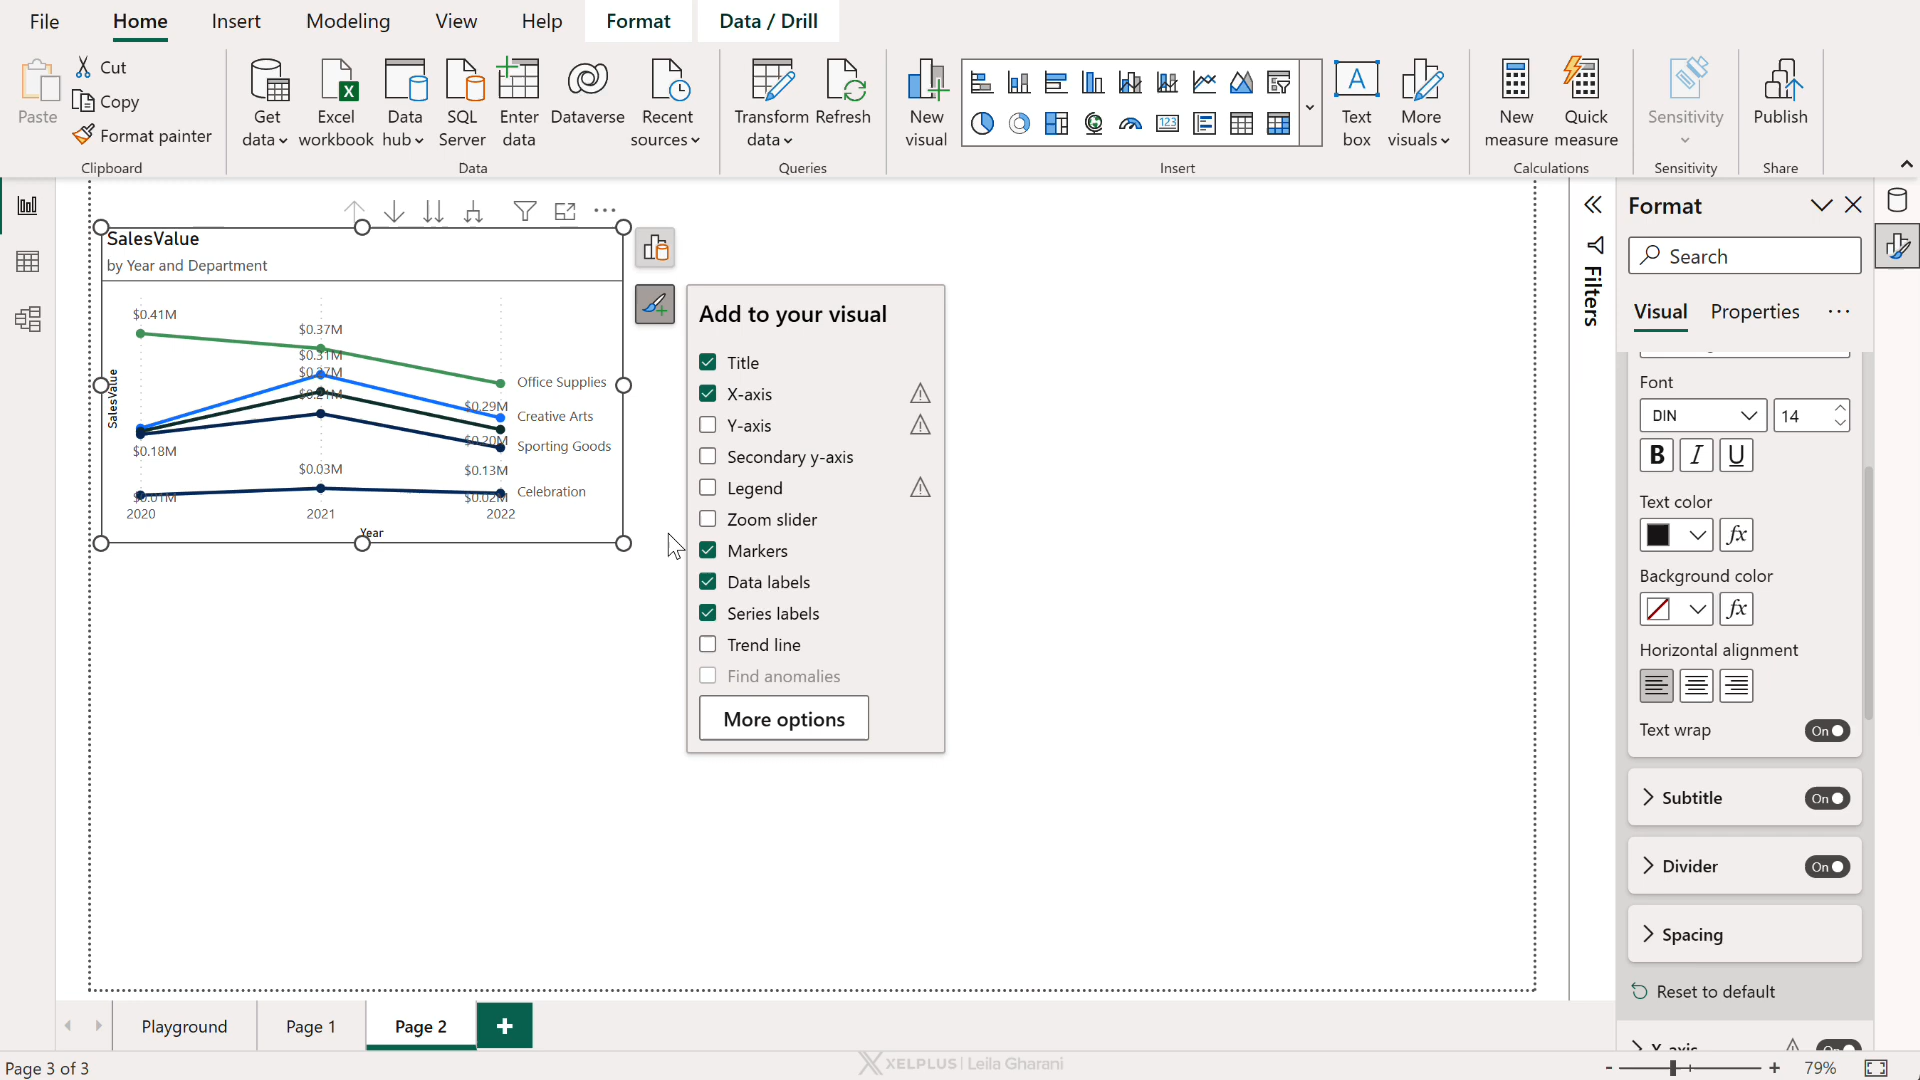 File Home Insert Modeling View Help Format Data / Drill
Paste
Cut
Copy
Format painter
Clipboard
Get data
Excel workbook
Data hub
SQL Server
Enter data
Dataverse
Recent sources
Data
Transform data
Refresh
Queries
New visual
Text box
More visuals
Insert
New measure
Quick measure
Calculations
Sensitivity
Sensitivity
Publish
Share
SalesValue
by Year and Department
$0.41M
$0.37M
$0.31M
$0.27M
$0.21M
$0.29M
$0.20M
$0.18M
$0.03M
$0.13M
$0.01M
$0.02M
Office Supplies
Creative Arts
Sporting Goods
Celebration
2020 2021 2022
SalesValue
Year
Add to your visual
Title
X-axis
Y-axis
Secondary y-axis
Legend
Zoom slider
Markers
Data labels
Series labels
Trend line
Find anomalies
More options
Filters
Format
Search
Visual Properties
Font
DIN 14
B I U
Text color
fx
Background color
fx
Horizontal alignment
Text wrap On
Subtitle On
Divider On
Spacing
Reset to default
X-axis On
Playground Page 1 Page 2
Page 3 of 3
XELPLUS | Leila Gharani
79%